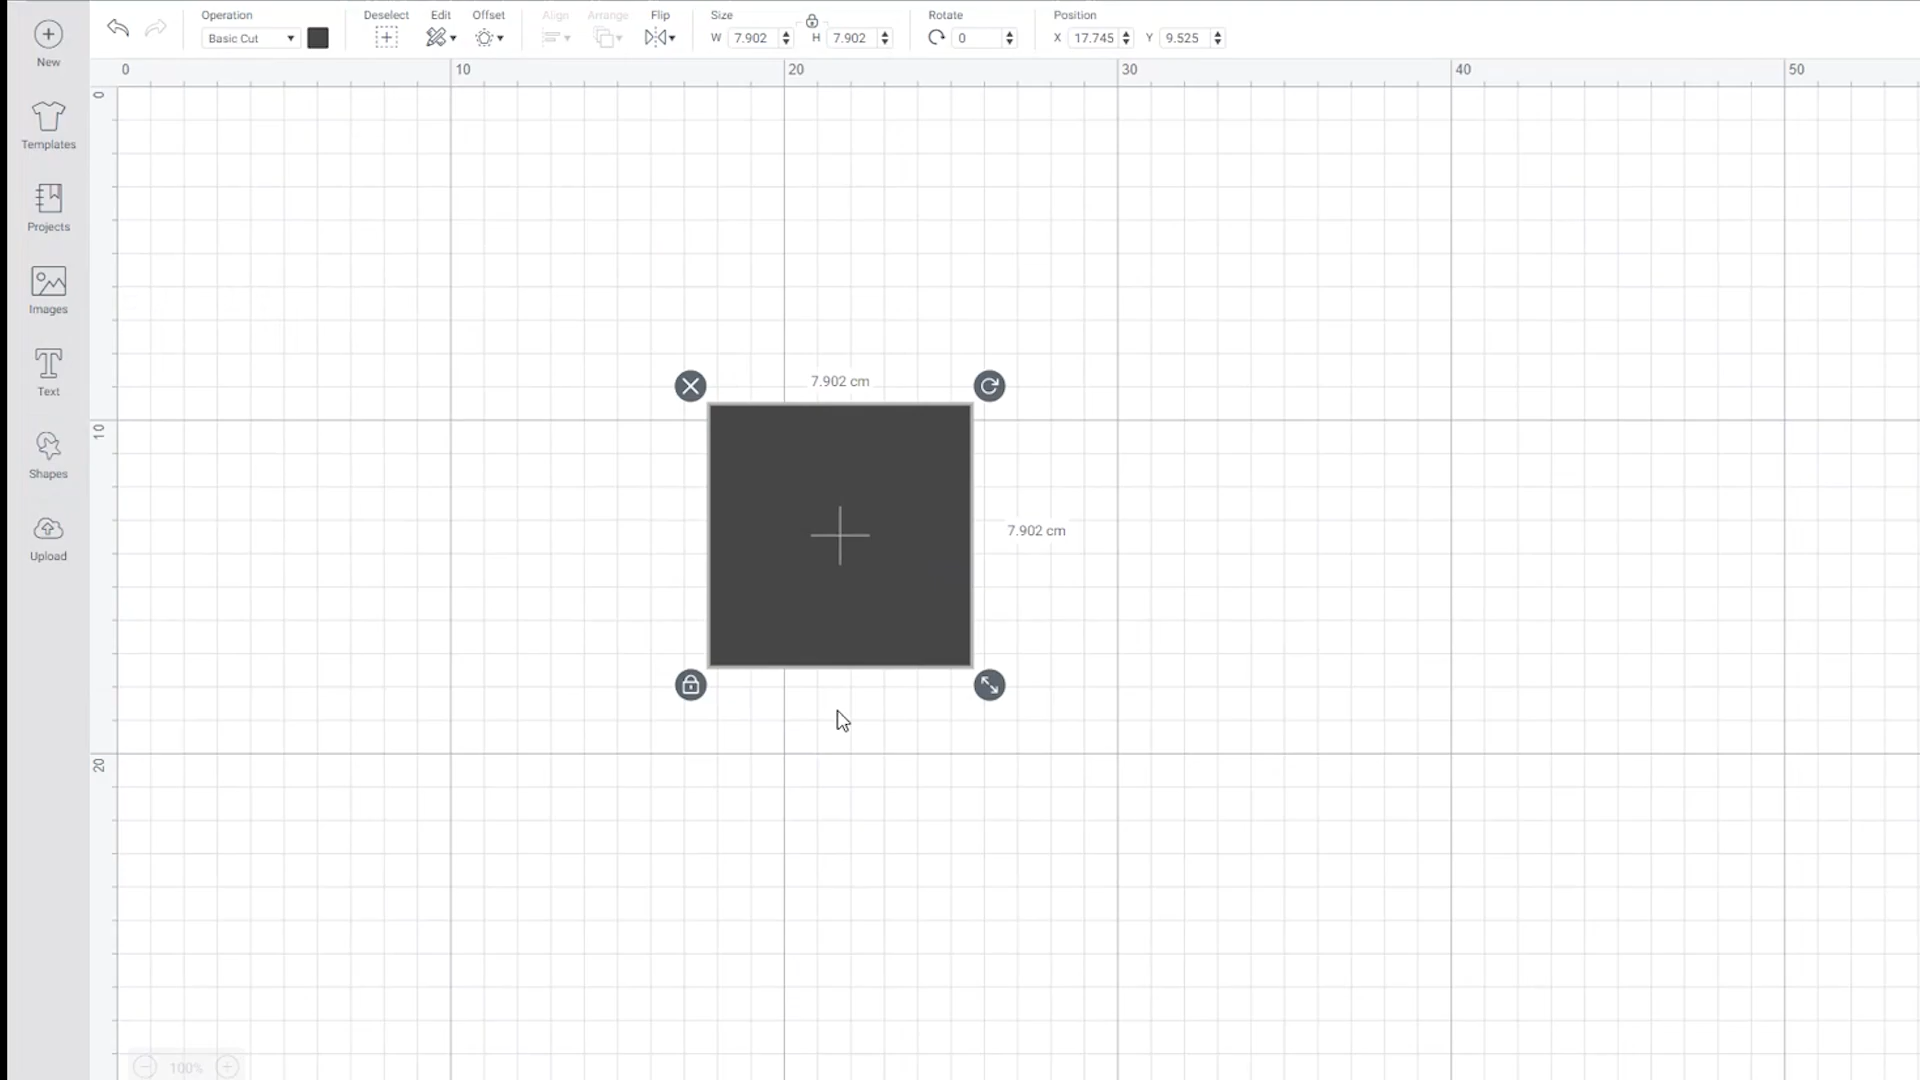 New
Templates
Projects
Images
Text
Shapes
Upload
Operation
Basic Cut
Deselect
Edit
Offset
Align
Arrange
Flip
Size
W 7.902
H 7.902
Rotate
0
Position
X 17.745
Y 9.525
0 10 20 30 40 50
0
10
20
7.902 cm
7.902 cm
100%